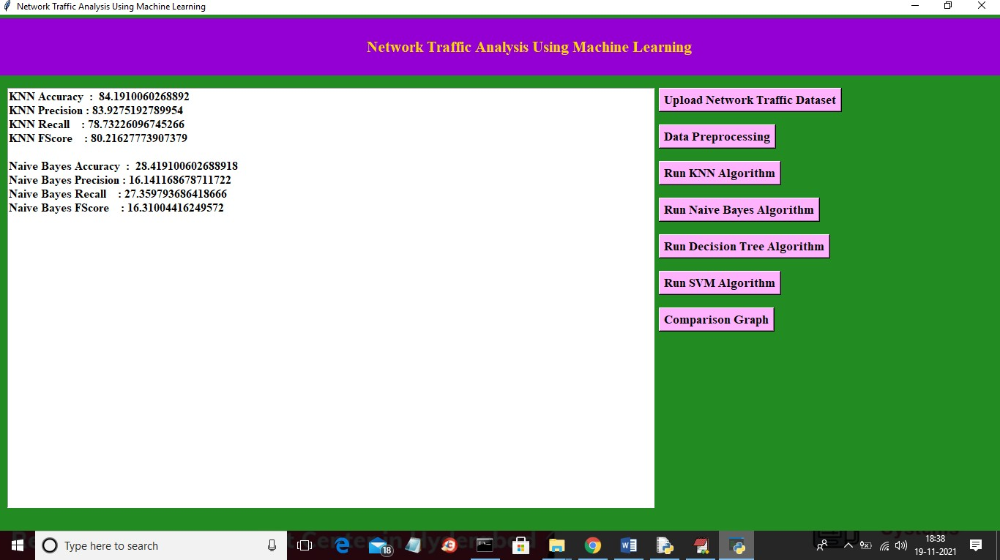 Network Traffic Analysis Using Machine Learning
Network Traffic Analysis Using Machine Learning
KNN Accuracy : 84.1910060268892
KNN Precision : 83.9275192789954
KNN Recall : 78.73226096745266
KNN FScore : 80.21627773907379
Naive Bayes Accuracy : 28.419100602688918
Naive Bayes Precision : 16.141168678711722
Naive Bayes Recall : 27.359793686418666
Naive Bayes FScore : 16.31004416249572
Upload Network Traffic Dataset
Data Preprocessing
Run KNN Algorithm
Run Naive Bayes Algorithm
Run Decision Tree Algorithm
Run SVM Algorithm
Comparison Graph
Type here to search
18
18:38
19-11-2021